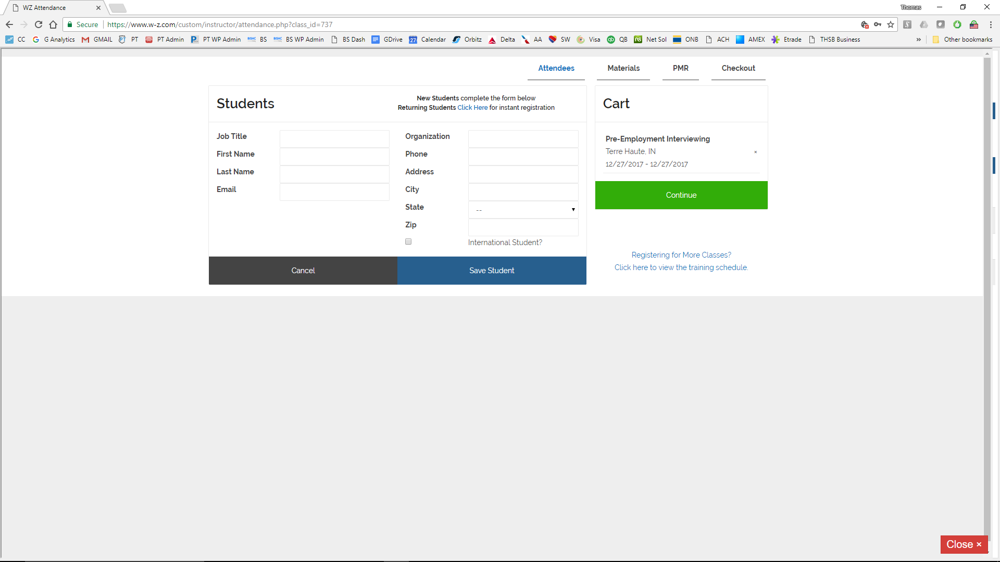 WZ Attendance
Thomas
Secure https://www.w-z.com/custom/instructor/attendance.php?class_id=737
CC G Analytics GMAIL PT PT Admin PT WP Admin BS BS WP Admin BS Dash GDrive 27 Calendar Orbitz Delta AA SW Visa QB Net Sol ONB ACH AMEX Etrade THSB Business » Other bookmarks
Attendees Materials PMR Checkout
Students
New Students complete the form below
Returning Students Click Here for instant registration
Cart
Job Title
First Name
Last Name
Email
Organization
Phone
Address
City
State --
Zip
International Student?
Cancel Save Student
Pre-Employment Interviewing
Terre Haute, IN ×
12/27/2017 - 12/27/2017
Continue
Registering for More Classes?
Click here to view the training schedule.
Close ×